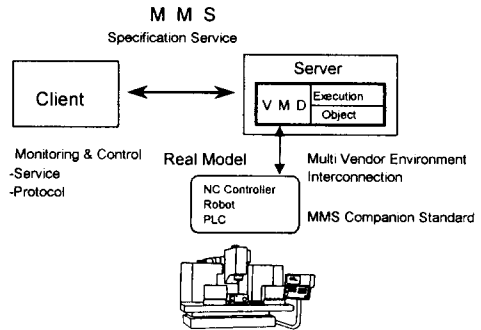 M M S
Specification Service
Client
Server
V M D
Execution
Object
Monitoring & Control
-Service
-Protocol
Real Model
Multi Vendor Environment
Interconnection
NC Controller
Robot
PLC
MMS Companion Standard